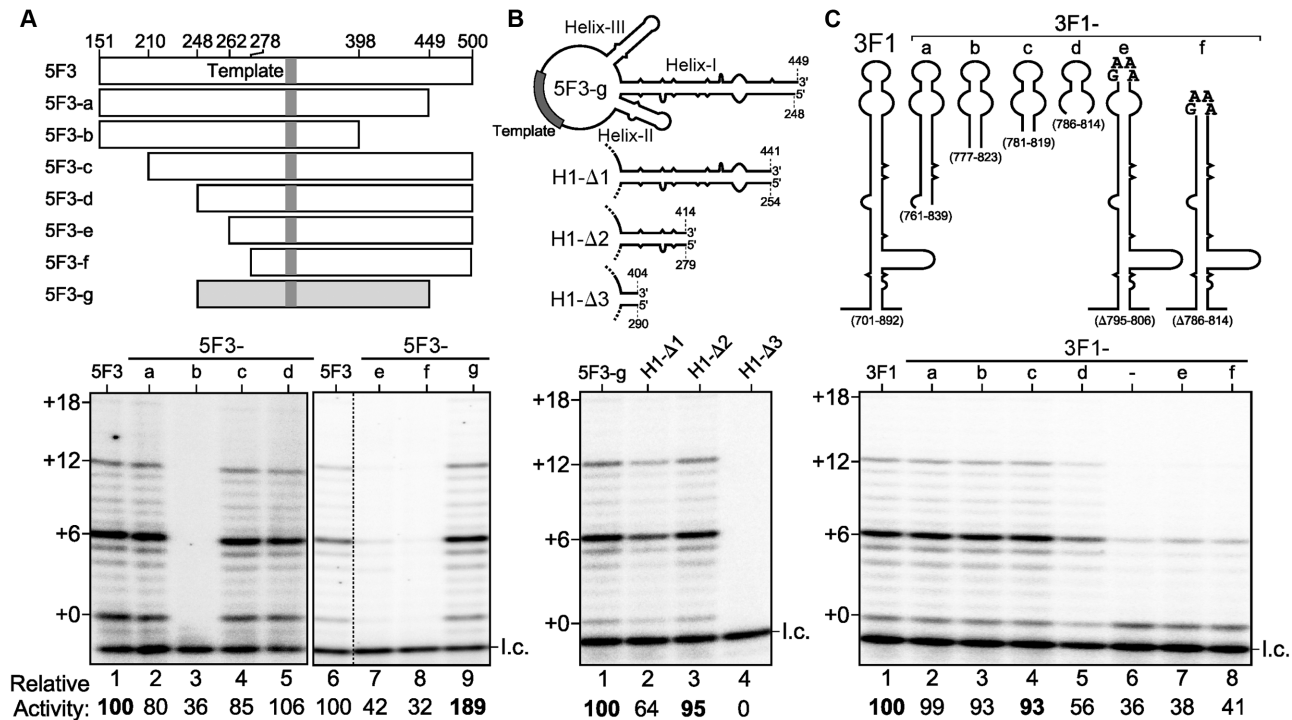 A
151 210 248 262 278 398 449 500
5F3 Template
5F3-a
5F3-b
5F3-c
5F3-d
5F3-e
5F3-f
5F3-g
5F3- 5F3-
5F3 a b c d 5F3 e f g
+18
+12
+6
+0
I.c.
1 2 3 4 5 6 7 8 9
Relative
Activity: 100 80 36 85 106 100 42 32 189
B
Helix-III
Helix-I 449
3'
5F3-g
5'
248
Template
Helix-II
441
H1-Δ1 3'
5'
254
414
H1-Δ2 3'
5'
279
404
H1-Δ3 3'
5'
290
5F3-g H1-Δ1 H1-Δ2 H1-Δ3
+18
+12
+6
+0
I.c.
1 2 3 4
100 64 95 0
C
3F1-
3F1 a b c d e f
A A
G A
A A
G A
(786-814)
(781-819)
(777-823)
(761-839)
(701-892) (Δ795-806) (Δ786-814)
3F1-
3F1 a b c d - e f
+18
+12
+6
+0
I.c.
1 2 3 4 5 6 7 8
100 99 93 93 56 36 38 41